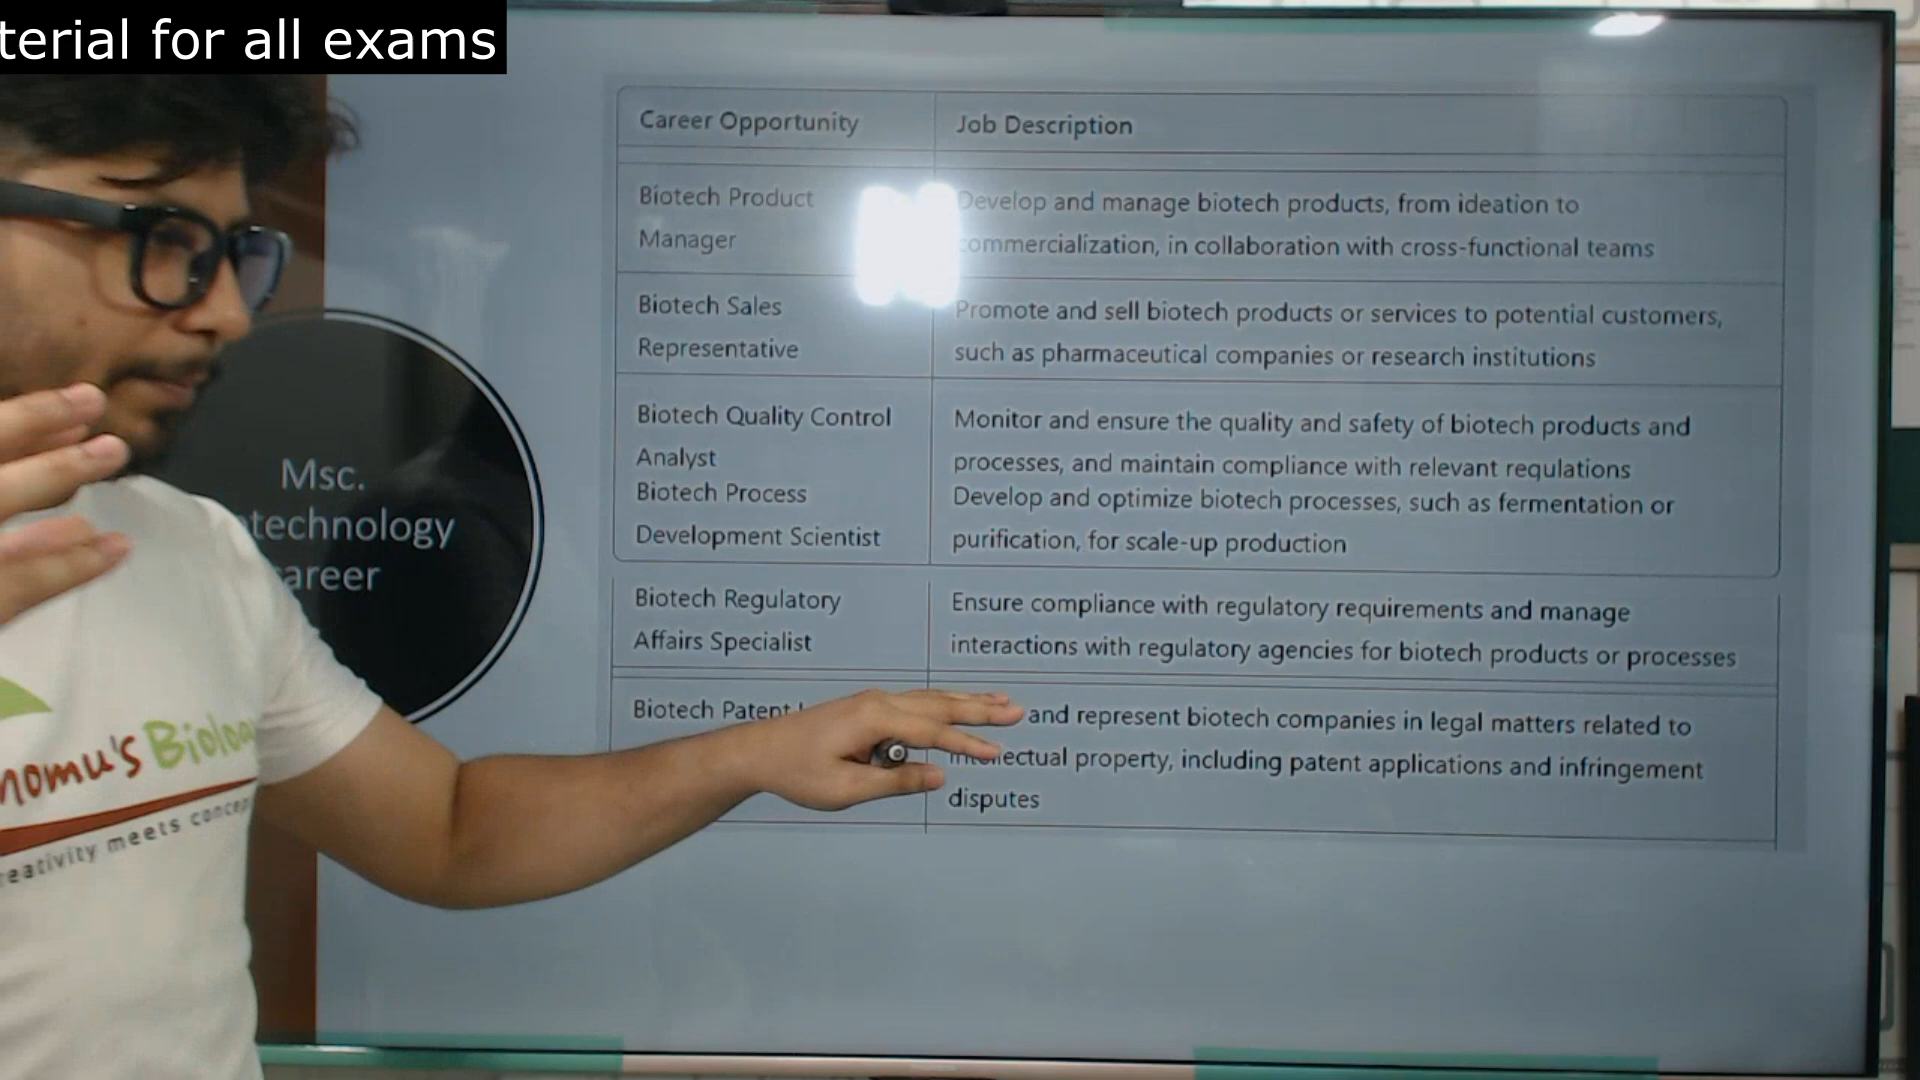 terial for all exams
Career Opportunity
Job Description
Biotech Product
Manager
Develop and manage biotech products, from ideation to
commercialization, in collaboration with cross-functional teams
Biotech Sales
Representative
Promote and sell biotech products or services to potential customers,
such as pharmaceutical companies or research institutions
Biotech Quality Control
Analyst
Monitor and ensure the quality and safety of biotech products and
processes, and maintain compliance with relevant regulations
Biotech Process
Development Scientist
Develop and optimize biotech processes, such as fermentation or
purification, for scale-up production
Biotech Regulatory
Affairs Specialist
Ensure compliance with regulatory requirements and manage
interactions with regulatory agencies for biotech products or processes
Biotech Patent
and represent biotech companies in legal matters related to
intellectual property, including patent applications and infringement
disputes
Msc.
technology
areer
nomu's Biolog
reativity meets concep